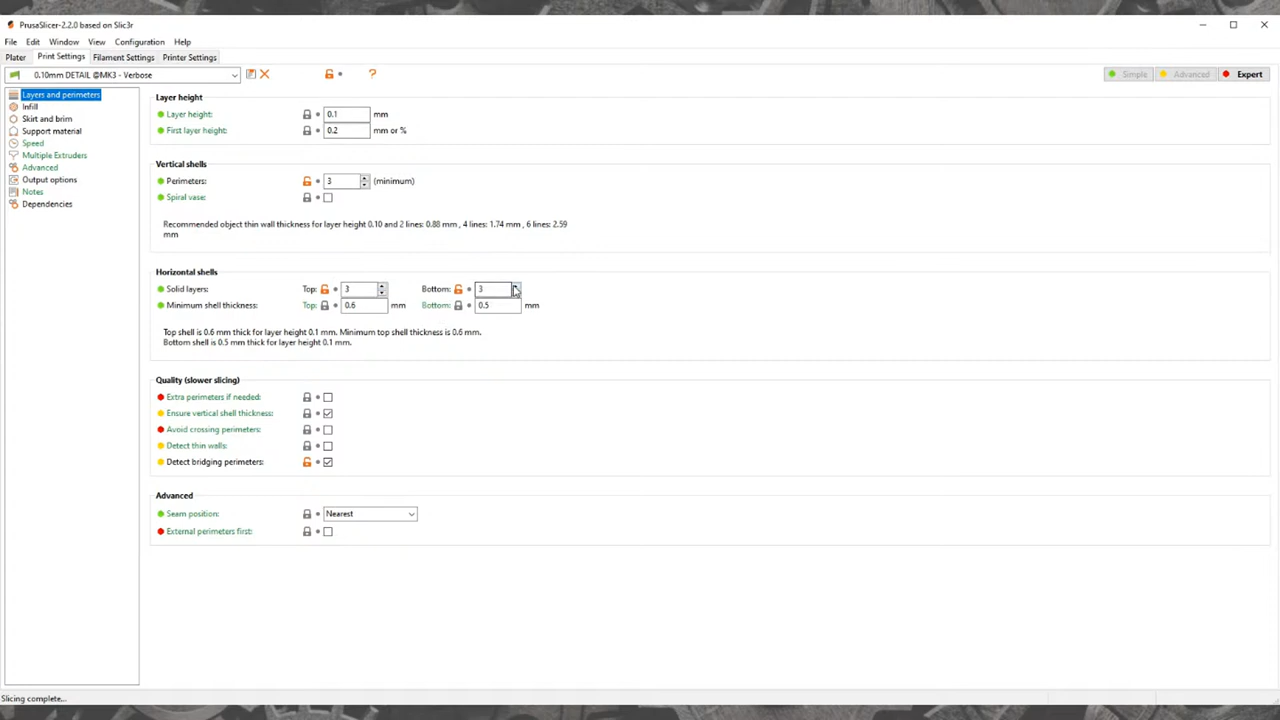 PrusaSlicer-2.2.0 based on Slic3r
File Edit Window View Configuration Help
Plater Print Settings Filament Settings Printer Settings
0.10mm DETAIL @MK3 - Verbose ? Simple Advanced Expert
Layers and perimeters
Infill
Skirt and brim
Support material
Speed
Multiple Extruders
Advanced
Output options
Notes
Dependencies
Layer height
Layer height: 0.1 mm
First layer height: 0.2 mm or %
Vertical shells
Perimeters: 3 (minimum)
Spiral vase:
Recommended object thin wall thickness for layer height 0.10 and 2 lines: 0.88 mm , 4 lines: 1.74 mm , 6 lines: 2.59
mm
Horizontal shells
Solid layers: Top: 3 Bottom: 3
Minimum shell thickness: Top: 0.6 mm Bottom: 0.5 mm
Top shell is 0.6 mm thick for layer height 0.1 mm. Minimum top shell thickness is 0.6 mm.
Bottom shell is 0.5 mm thick for layer height 0.1 mm.
Quality (slower slicing)
Extra perimeters if needed:
Ensure vertical shell thickness:
Avoid crossing perimeters:
Detect thin walls:
Detect bridging perimeters:
Advanced
Seam position: Nearest
External perimeters first:
Slicing complete...